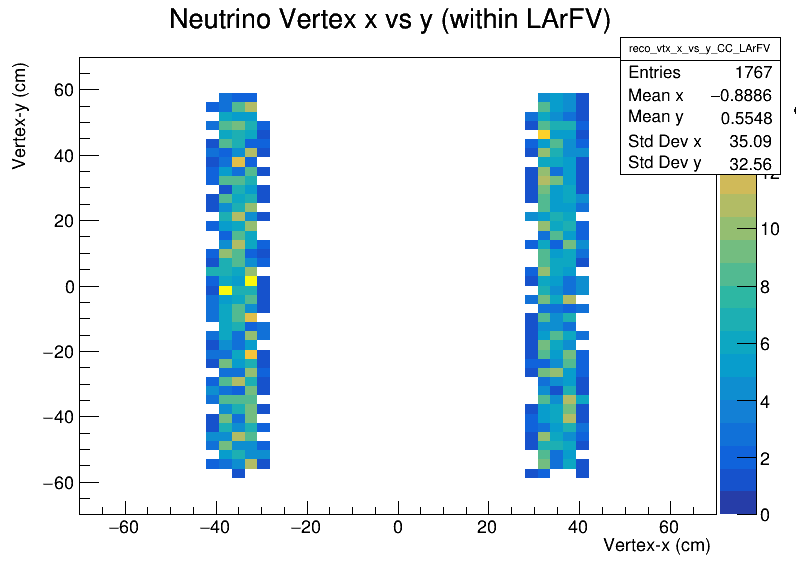 Neutrino Vertex x vs y (within LArFV)
reco_vtx_x_vs_y_CC_LArFV
Entries 1767
Mean x −0.8886
Mean y 0.5548
Std Dev x 35.09
Std Dev y 32.56
Vertex-y (cm)
60
40
20
0
−20
−40
−60
−60 −40 −20 0 20 40 60
Vertex-x (cm)
12
10
8
6
4
2
0